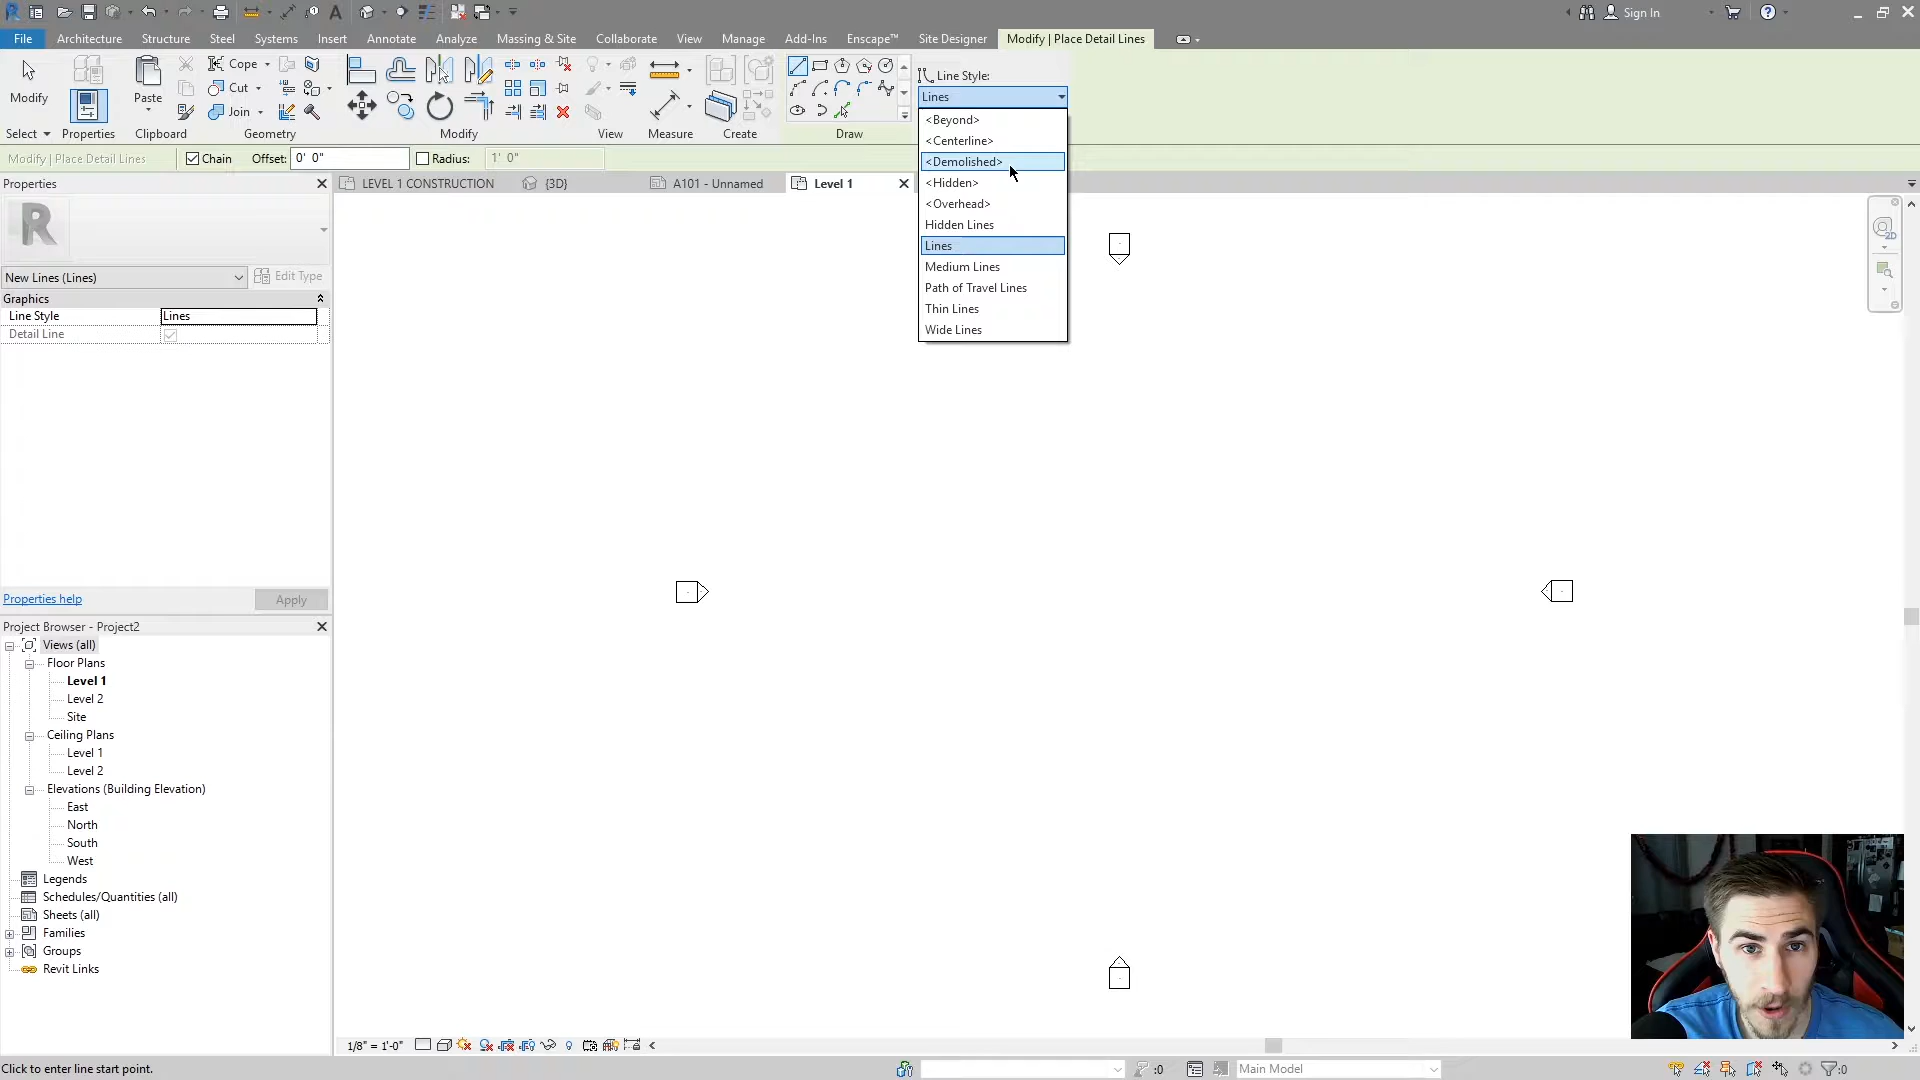 Sign In
File Architecture Structure Steel Systems Insert Annotate Analyze Massing & Site Collaborate View Manage Add-Ins Enscape™ Site Designer Modify | Place Detail Lines
Modify
Paste
Cope
Cut
Join
Line Style:
Lines
Select Properties Clipboard Geometry Modify View Measure Create Draw
<Beyond>
<Centerline>
<Demolished>
<Hidden>
<Overhead>
Hidden Lines
Lines
Medium Lines
Path of Travel Lines
Thin Lines
Wide Lines
Modify | Place Detail Lines Chain Offset: 0' 0" Radius: 1' 0"
Properties
LEVEL 1 CONSTRUCTION {3D} A101 - Unnamed Level 1
2D
R
New Lines (Lines) Edit Type
Graphics
Line Style Lines
Detail Line
Properties help Apply
Project Browser - Project2
Views (all)
Floor Plans
Level 1
Level 2
Site
Ceiling Plans
Level 1
Level 2
Elevations (Building Elevation)
East
North
South
West
Legends
Schedules/Quantities (all)
Sheets (all)
Families
Groups
Revit Links
1/8" = 1'-0"
Click to enter line start point. :0 Main Model :0